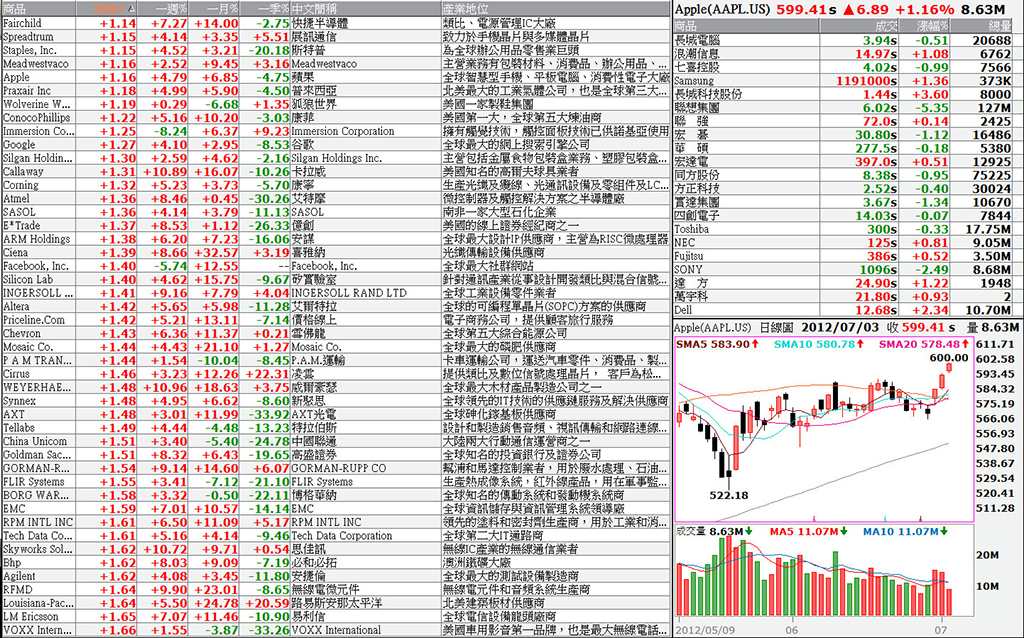 商品 漲幅% ▲ 一週% 一月% 一季% 中文簡稱 產業地位
Fairchild +1.14 +7.27 +14.00 -2.75 快捷半導體 類比、電源管理IC大廠
Spreadtrum +1.15 +4.14 +3.35 +5.51 展訊通信 致力於手機晶片與多媒體晶片
Staples, Inc. +1.15 +4.52 +3.21 -20.18 斯特普 為全球辦公用品零售業巨頭
Meadwestvaco +1.16 +2.52 +9.45 +3.16 Meadwestvaco 主營業務有包裝材料、消費品、辦公用品、...
Apple +1.16 +4.79 +6.85 -4.75 蘋果 全球智慧型手機、平板電腦、消費性電子大廠
Praxair Inc +1.18 +4.99 +5.90 -4.50 普來西亞 北美最大的工業氣體公司，也是全球第三大...
Wolverine W... +1.19 +0.29 -6.68 +1.35 狐狼世界 美國一家製鞋集團
ConocoPhillips +1.22 +5.16 +10.20 -3.03 康菲 美國第一大，全球第五大煉油商
Immersion Co... +1.25 -8.24 +6.37 +9.23 Immersion Corporation 擁有觸覺技術，觸控面板技術已供諾基亞使用
Google +1.27 +4.10 +2.95 -8.53 谷歌 全球最大的網上搜索引擎公司
Silgan Holdin... +1.30 +2.59 +4.62 -2.16 Silgan Holdings Inc. 主營包括金屬食物包裝盒業務、塑膠包裝盒...
Callaway +1.31 +10.89 +16.07 -10.26 卡拉威 美國知名的高爾夫球具業者
Corning +1.32 +5.23 +3.73 -5.70 康寧 生產光纖及纜線、光通訊設備及零組件及LC...
Atmel +1.36 +8.46 +0.45 -30.26 艾特摩 微控制器及觸控解決方案之半導體廠
SASOL +1.36 +4.14 +3.79 -11.13 SASOL 南非一家大型石化企業
E*Trade +1.37 +8.53 +1.12 -26.33 億創 美國的線上證券經紀商之一
ARM Holdings +1.38 +6.20 +7.23 -16.06 安謀 全球最大設計IP供應商，主營為RISC微處理器
Ciena +1.39 +8.66 +32.57 +3.19 喜雅納 光纖傳輸設備供應商
Facebook, Inc. +1.40 -5.74 +12.55 -- Facebook, Inc. 全球最大社群網站
Silicon Lab +1.40 +4.62 +15.75 -9.67 矽實驗室 針對通訊產業從事設計開發類比與混合信號...
INGERSOLL ... +1.41 +9.16 +7.79 +4.04 INGERSOLL RAND LTD 全球工業設備零件業者
Altera +1.42 +5.65 +5.98 -11.28 艾爾特拉 全球的可編程單晶片(SOPC)方案的供應商
Priceline.Com +1.42 +5.21 +13.11 -7.14 價格線上 電子商務公司，提供顧客旅行服務
Chevron +1.43 +6.36 +11.37 +0.21 雪佛龍 全球第五大綜合能源公司
Mosaic Co. +1.44 +4.43 +21.10 +1.27 Mosaic Co. 全球最大的磷肥供應商
P A M TRAN... +1.44 +1.54 -10.04 -8.45 P.A.M.運輸 卡車運輸公司，運送汽車零件、消費品、製...
Cirrus +1.46 +3.23 +12.26 +22.31 凌雲 提供類比及數位信號處理晶片， 客戶為松...
WEYERHAE... +1.48 +10.96 +18.63 +3.75 威爾豪瑟 全球最大木材產品製造公司之一
Synnex +1.48 +4.95 +6.62 -8.60 新聚思 全球領先的IT技術的供應鏈服務及解決供應商
AXT +1.48 +3.01 +11.99 -33.92 AXT光電 全球砷化鎵基板供應商
Tellabs +1.49 +4.44 -4.48 -13.23 特拉伯斯 設計和製造銷售音頻、視訊傳輸和網路連線...
China Unicom +1.51 +3.40 -5.40 -24.78 中國聯通 大陸兩大行動通信運營商之一
Goldman Sac... +1.51 +8.32 +6.43 -19.65 高盛證券 全球知名的投資銀行及證券公司
GORMAN-R... +1.54 +9.14 +14.60 +6.07 GORMAN-RUPP CO 幫浦和馬達控制業者，用於廢水處理、石油...
FLIR Systems +1.55 +3.41 -7.12 -21.10 FLIR Systems 生產熱成像系統，紅外線產品，用在軍事監...
BORG WAR... +1.58 +3.32 -0.50 -22.11 博格華納 全球知名的傳動系統和發動機系統商
EMC +1.59 +7.01 +10.57 -14.14 EMC 全球資訊儲存與資訊管理系統領導廠
RPM INTL INC +1.61 +6.50 +11.09 +5.17 RPM INTL INC 領先的塗料和密封劑生產商，用於工業和消...
Tech Data Co... +1.61 +5.16 +4.14 -9.46 Tech Data Corporation 全球第二大IT通路商
Skyworks Sol... +1.62 +10.72 +9.71 +0.54 思佳訊 無線IC產業的無線通信業者
Bhp +1.62 +8.03 +9.09 -7.19 必和必拓 澳洲鐵礦大廠
Agilent +1.62 +4.08 +3.45 -11.80 安捷倫 全球最大的測試設備製造商
RFMD +1.64 +9.90 +23.01 -8.65 無線電微元件 無線電元件和音頻系統生產商
Louisiana-Pac... +1.64 +5.50 +24.78 +20.59 路易斯安那太平洋 北美建築板材供應商
LM Ericsson +1.65 +7.07 +11.46 -10.90 易利信 全球電信設備龍頭廠商
VOXX Intern... +1.66 +1.55 -3.87 -33.26 VOXX International 美國車用影音第一品牌，也是最大無線電話...
Apple(AAPL.US) 599.41s ▲6.89 +1.16% 8.63M
商品 成交 漲幅% 總量
長城電腦 3.94s -0.51 20688
浪潮信息 14.97s +1.08 6762
七喜控股 4.02s -0.99 7566
Samsung 1191000s +1.36 373K
長城科技股份 1.44s +3.60 8000
聯想集團 6.02s -5.35 127M
聯 強 72.0s +0.14 2425
宏 碁 30.80s -1.12 16486
華 碩 277.5s -0.18 5380
宏達電 397.0s +0.51 12925
同方股份 8.38s -0.95 75225
方正科技 2.52s -0.40 30024
實達集團 3.67s -1.34 10670
四創電子 14.03s -0.07 7844
Toshiba 300s -0.33 17.75M
NEC 125s +0.81 9.05M
Fujitsu 386s +0.52 3.50M
SONY 1096s -2.49 8.68M
達 方 24.90s +1.22 1948
萬宇科 21.80s +0.93 2
Dell 12.68s +2.34 10.70M
Apple(AAPL.US) 日線圖 2012/07/03 收 599.41 s 量 8.63M
SMA5 583.90↑ SMA10 580.78↑ SMA20 578.48↑
611.71
600.00
602.58
593.45
584.32
575.19
566.06
556.93
547.80
538.67
529.54
522.18
520.41
511.28
成交量 8.63M↓ MA5 11.07M↓ MA10 11.07M↓
20M
10M
2012/05/09 06 07